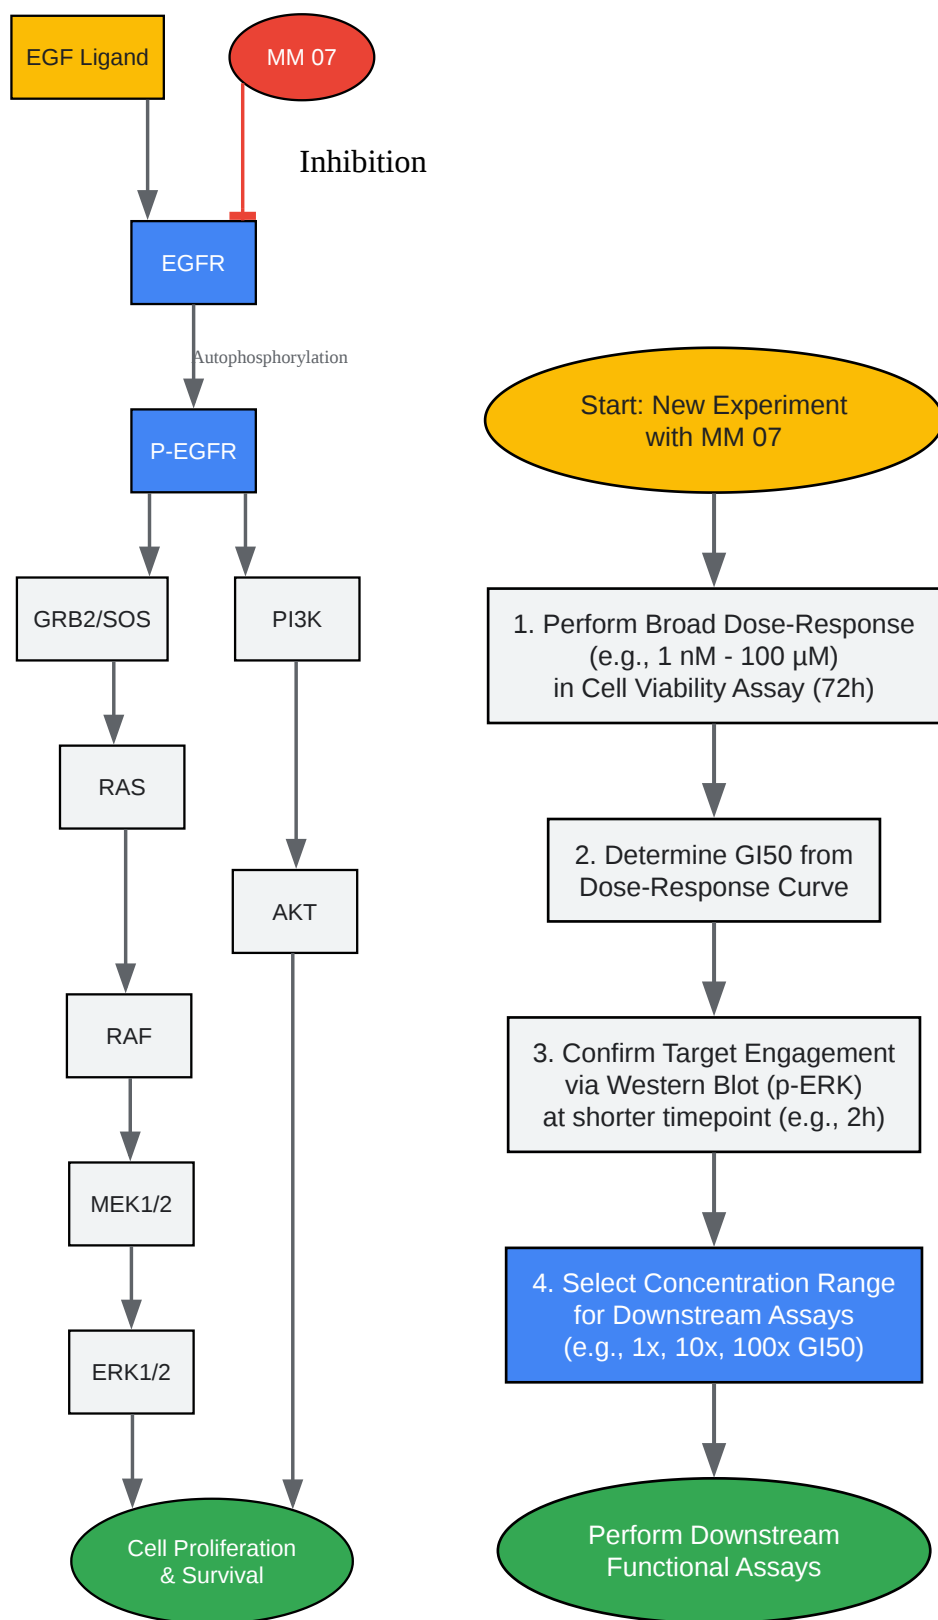 EGF Ligand
MM 07
Inhibition
EGFR
Autophosphorylation
P-EGFR
GRB2/SOS
PI3K
RAS
AKT
RAF
MEK1/2
ERK1/2
Cell Proliferation
& Survival
Start: New Experiment
with MM 07
1. Perform Broad Dose-Response
(e.g., 1 nM - 100 µM)
in Cell Viability Assay (72h)
2. Determine GI50 from
Dose-Response Curve
3. Confirm Target Engagement
via Western Blot (p-ERK)
at shorter timepoint (e.g., 2h)
4. Select Concentration Range
for Downstream Assays
(e.g., 1x, 10x, 100x GI50)
Perform Downstream
Functional Assays